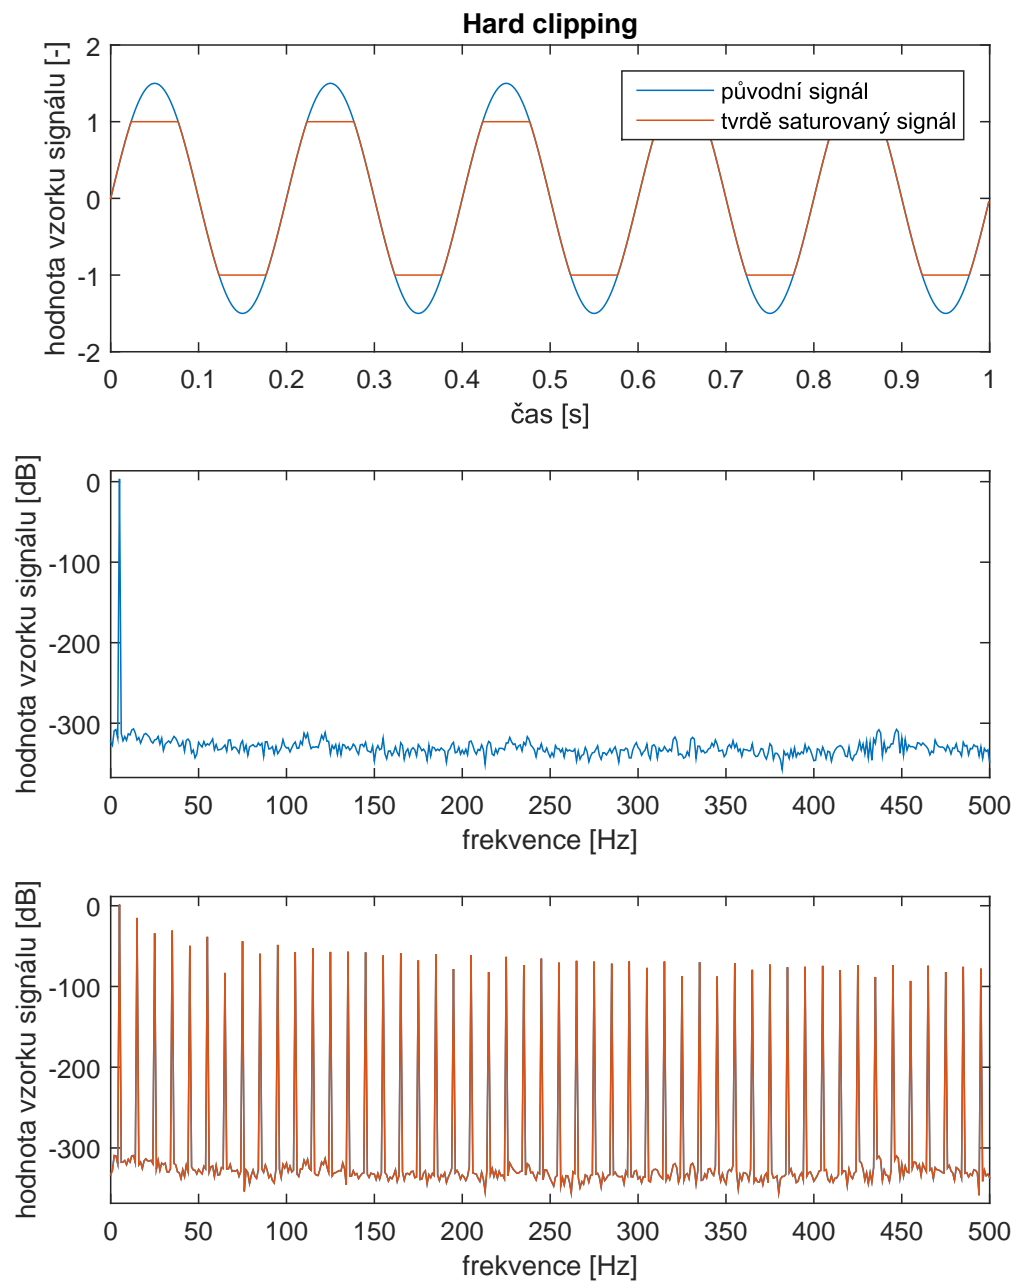 Hard clipping
hodnota vzorku signálu [-]
2
1
0
-1
-2
původní signál
tvrdě saturovaný signál
0 0.1 0.2 0.3 0.4 0.5 0.6 0.7 0.8 0.9 1
čas [s]
hodnota vzorku signálu [dB]
0
-100
-200
-300
0 50 100 150 200 250 300 350 400 450 500
frekvence [Hz]
hodnota vzorku signálu [dB]
0
-100
-200
-300
0 50 100 150 200 250 300 350 400 450 500
frekvence [Hz]